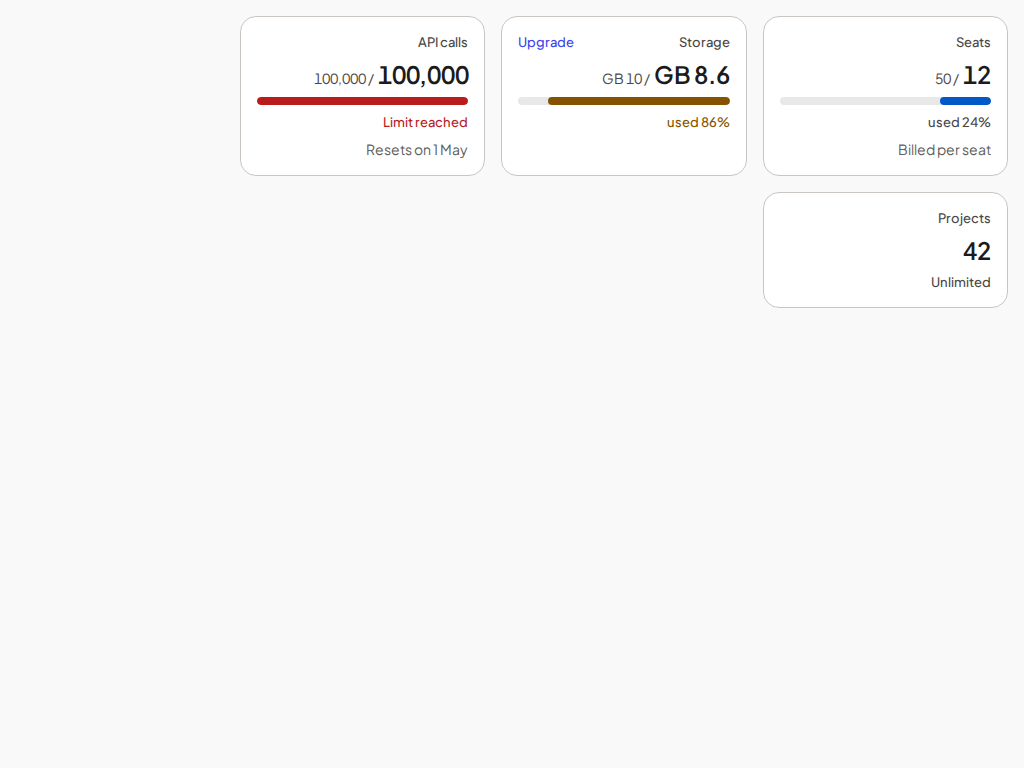 Seats
50 / 12
used 24%
Billed per seat
Storage
Upgrade
GB 10 / GB 8.6
used 86%
API calls
100,000 / 100,000
Limit reached
Resets on 1 May
Projects
42
Unlimited